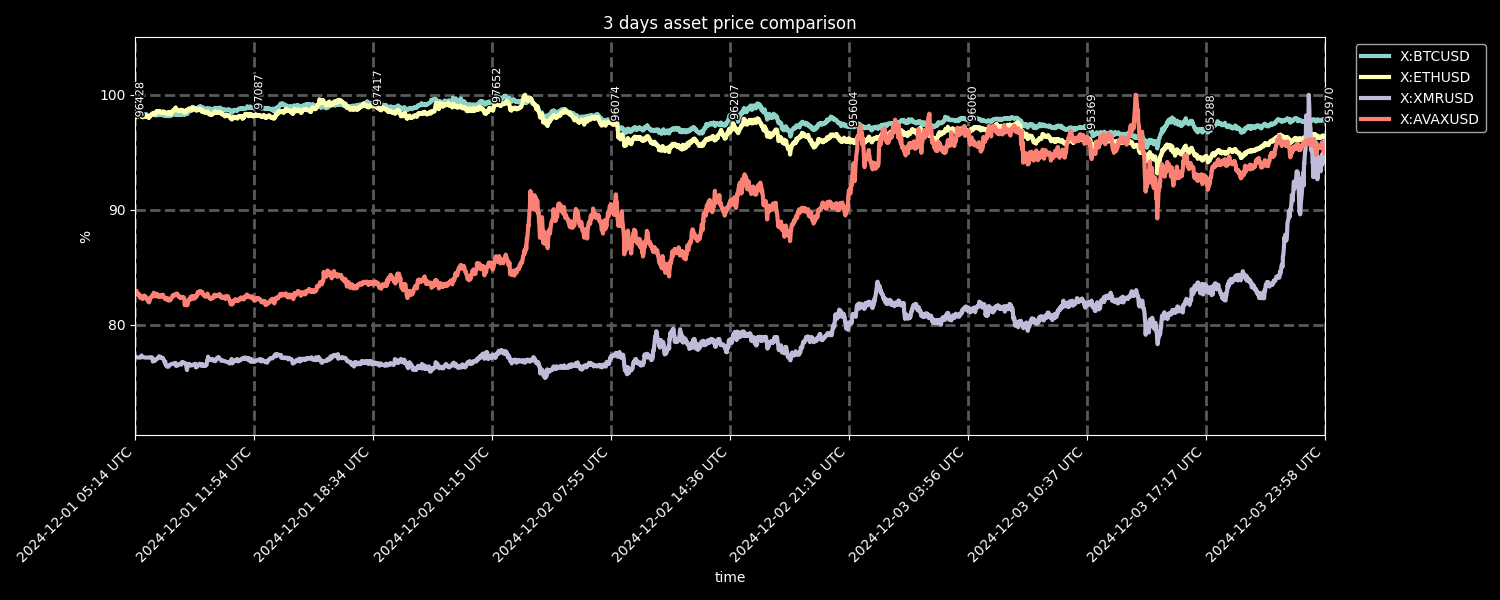 3 days asset price comparison
X:BTCUSD
X:ETHUSD
X:XMRUSD
X:AVAXUSD
100
90
80
%
96428
97087
97417
97652
96074
96207
95604
96060
95369
95288
95970
2024-12-01 05:14 UTC
2024-12-01 11:54 UTC
2024-12-01 18:34 UTC
2024-12-02 01:15 UTC
2024-12-02 07:55 UTC
2024-12-02 14:36 UTC
2024-12-02 21:16 UTC
2024-12-03 03:56 UTC
2024-12-03 10:37 UTC
2024-12-03 17:17 UTC
2024-12-03 23:58 UTC
time